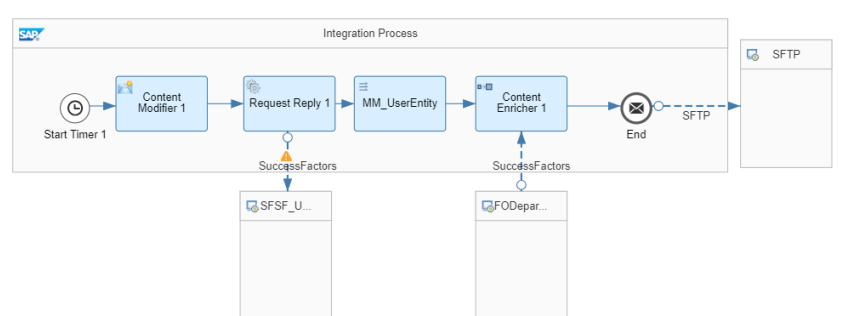 SAP
Integration Process
SFTP
Content
Modifier 1
Request Reply 1
MM_UserEntity
Content
Enricher 1
Start Timer 1
End
SFTP
SuccessFactors
SuccessFactors
SFSF_U...
FODepar...